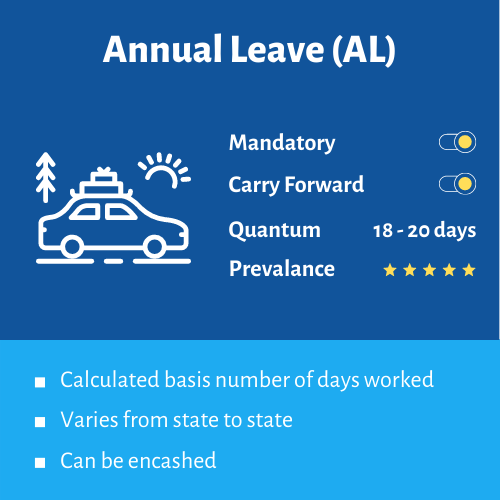 Annual Leave (AL)
Mandatory
Carry Forward
Quantum 18 - 20 days
Prevalance
Calculated basis number of days worked
Varies from state to state
Can be encashed